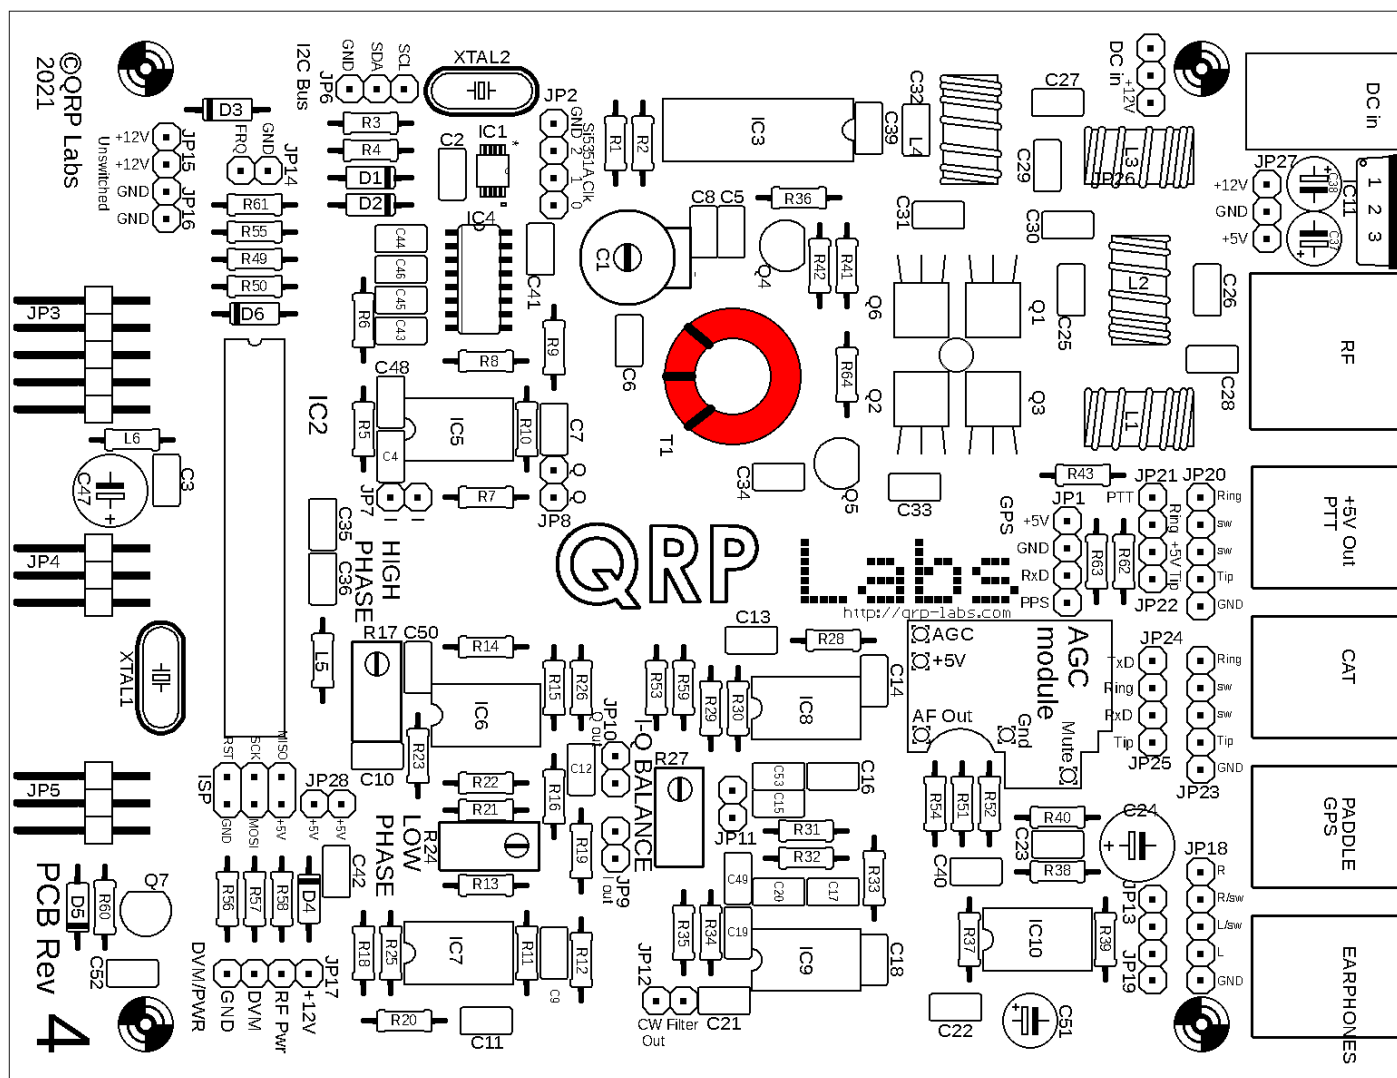 ©QRP Labs
2021
D3
I2C Bus
GND
SDA
SCL
JP6
XTAL2
JP2
GND
2
1
0
Si5351A Clk
+12V
+12V
GND
GND
Unswitched
JP15
JP16
FRQ
GND
JP14
R61
R55
R49
R50
D6
R3
R4
D1
D2
C2
IC1
*
IC4
C44
C46
C45
C43
R6
C41
R8
R9
R1
R2
IC3
C39
C32
L4
C27
C29
L3
JP26
DC in
+12V
DC in
JP27
+12V
GND
+5V
C38
C37
IC11
1
2
3
C8
C5
R36
C1
C6
Q4
R42
R41
C31
C30
Q6
Q1
C25
L2
C26
C28
RF
T1
R64
Q2
Q3
L1
JP3
L6
C47
+
C3
IC2
C48
R5
C4
IC5
R10
C7
JP7
I
I
R7
Q
Q
JP8
C34
Q5
C33
R43
JP4
XTAL1
C35
C36
HIGH
PHASE
L5
QRP
Labs
http://qrp-labs.com
GPS
JP1
+5V
GND
RxD
PPS
R63
R62
JP21
PTT
Ring
+5V
Tip
JP22
JP20
Ring
sw
sw
Tip
GND
+5V Out
PTT
R17
C50
R14
IC6
C10
R23
R15
R26
JP10
Q out
I-Q BALANCE
R53
R59
R29
R30
C13
R28
IC8
C14
AGC
+5V
AGC
module
AF Out
Gnd
Mute
JP24
TxD
Ring
RxD
Tip
JP25
Ring
sw
sw
Tip
GND
JP23
CAT
JP5
ISP
RST
SCK
MISO
GND
MOSI
+5V
JP28
+5V
+5V
R22
R21
R24
LOW
PHASE
R13
R16
C12
R19
JP9
I out
R27
JP11
C53
C15
C16
R31
R32
C49
C20
C17
R33
R54
R51
R52
R40
C23
R38
C24
+
C40
PADDLE
GPS
PCB Rev
4
D5
R60
Q7
C52
R56
R57
R58
D4
C42
DVM/PWR
GND
DVM
RF Pwr
+12V
JP17
R18
R25
IC7
R11
C9
R12
R20
C11
R35
R34
C19
IC9
C18
JP12
CW Filter
Out
C21
R37
IC10
R39
C22
C51
+
JP13
JP19
JP18
R
R/sw
L/sw
L
GND
EARPHONES